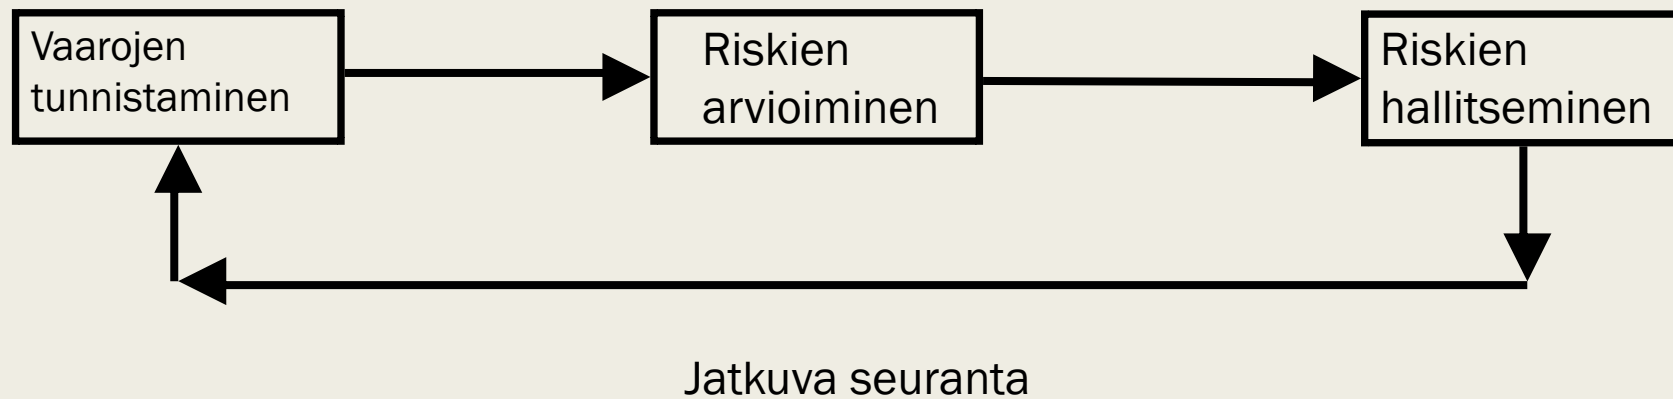 Vaarojen
tunnistaminen
Riskien
arvioiminen
Riskien
hallitseminen
Jatkuva seuranta